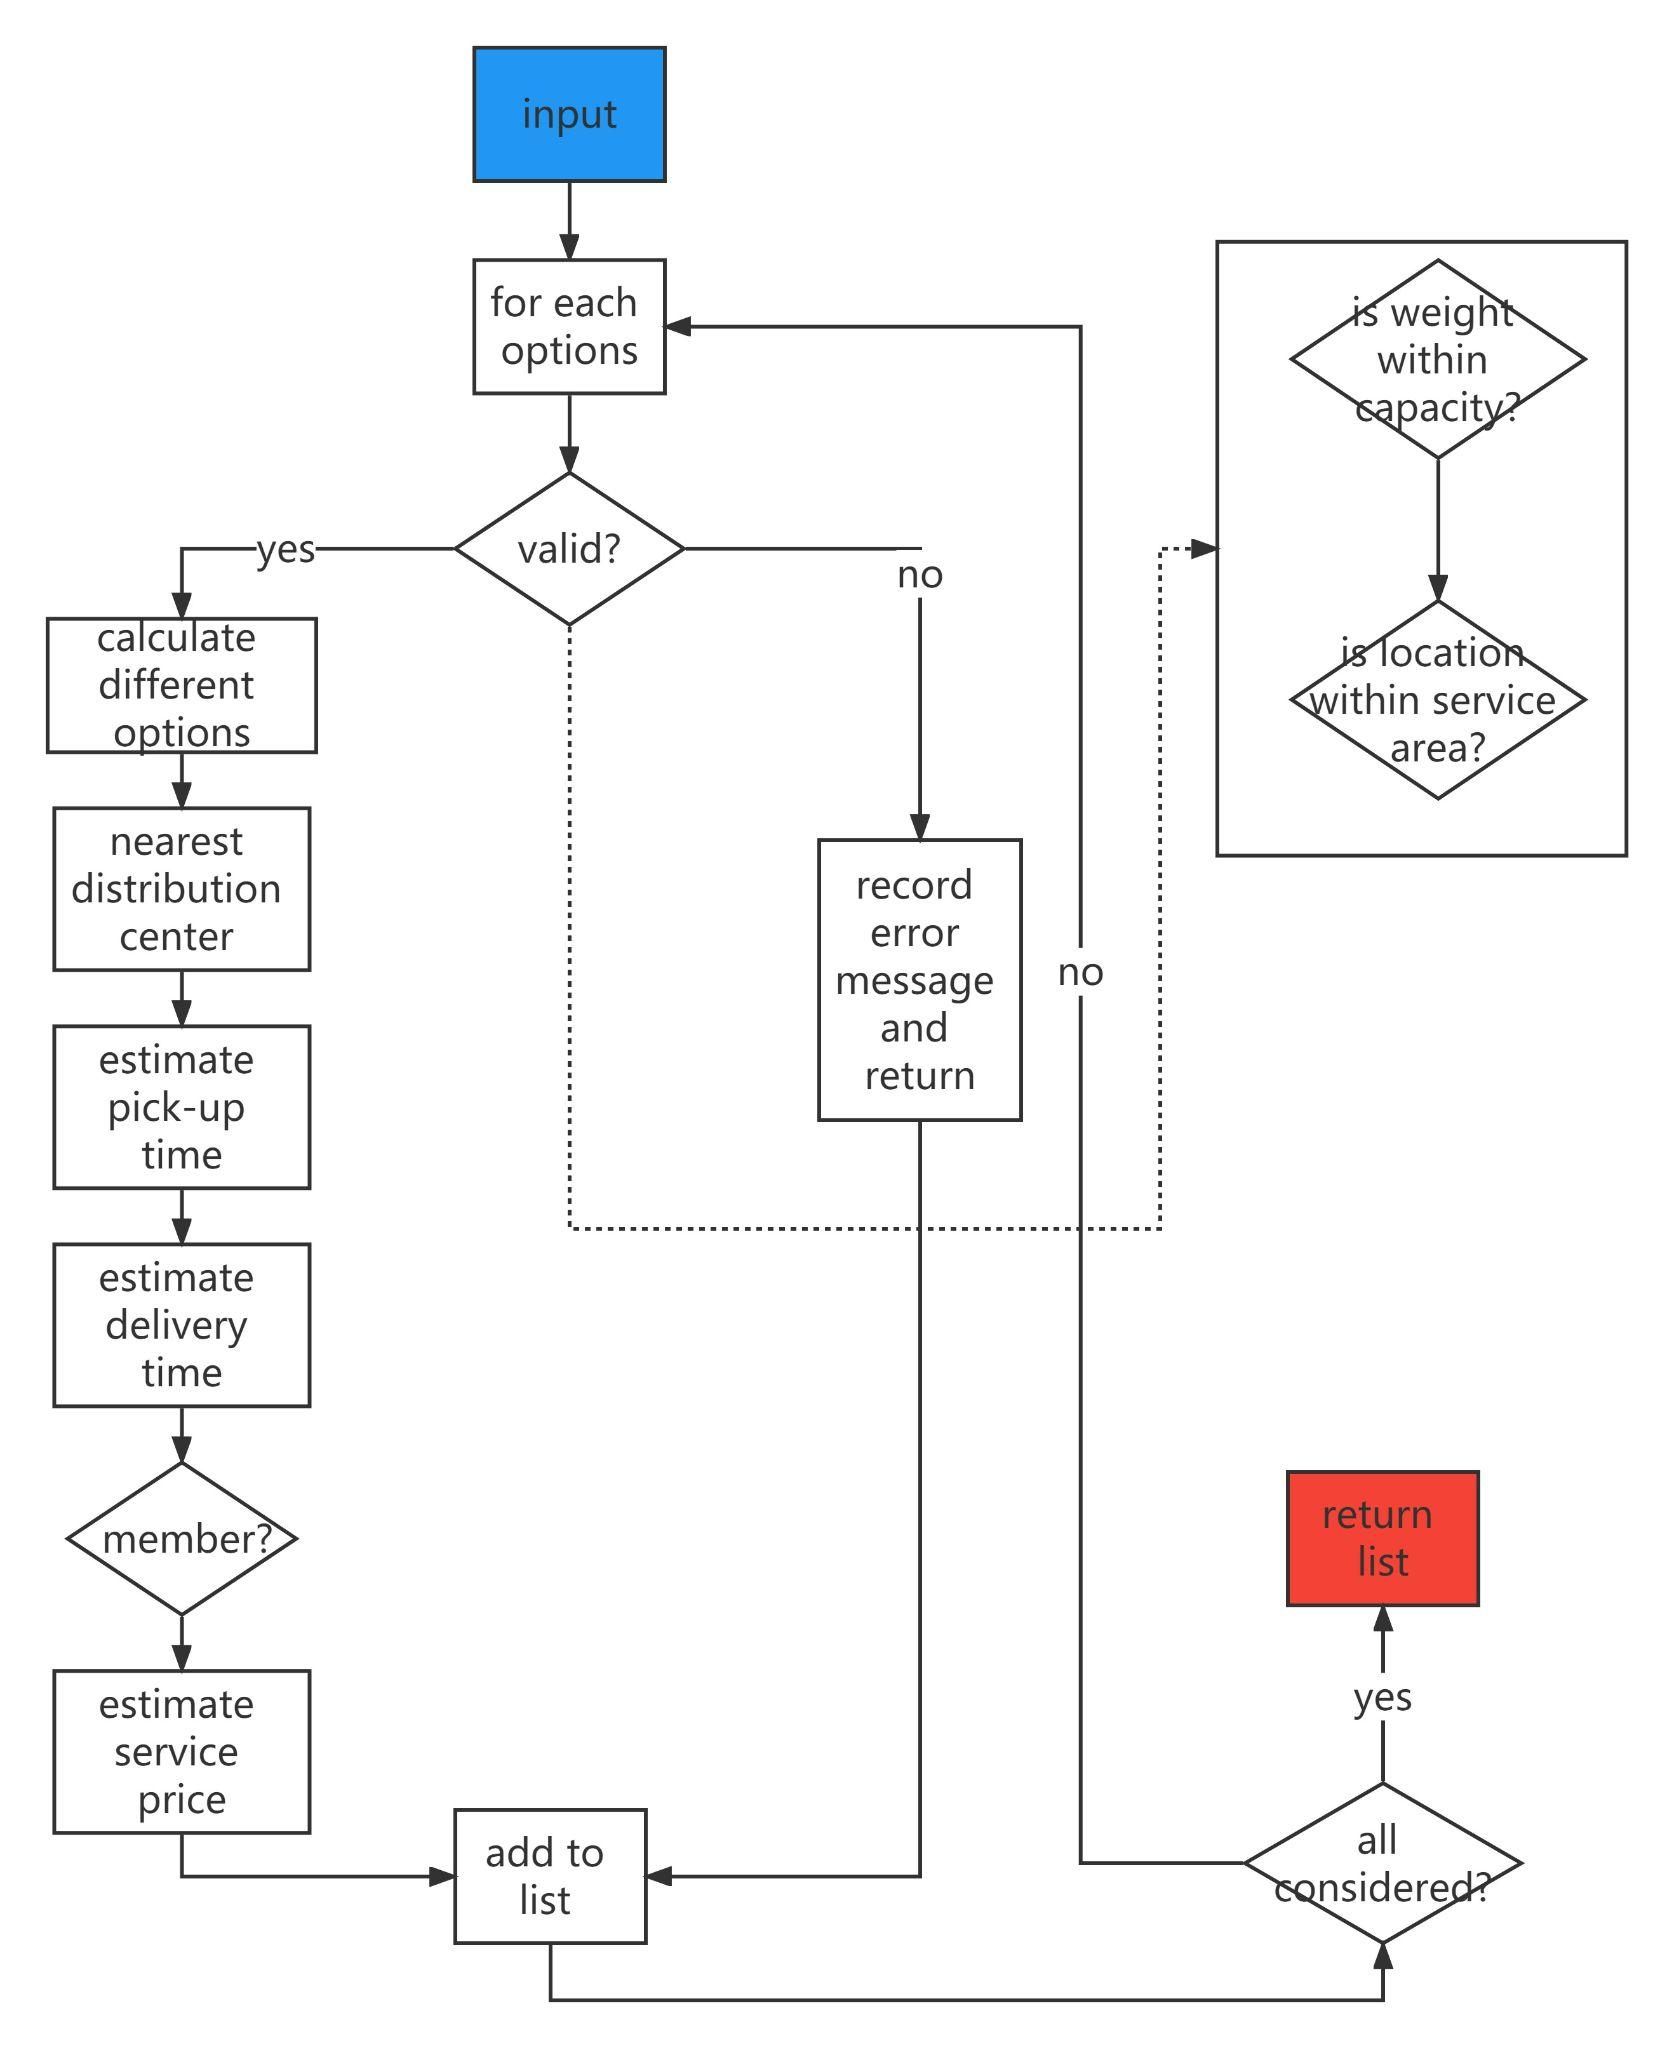 input
for each
options
valid?
yes
no
calculate
different
options
nearest
distribution
center
estimate
pick-up
time
estimate
delivery
time
member?
estimate
service
price
add to
list
record
error
message
and
return
no
is weight
within
capacity?
is location
within service
area?
return
list
yes
all
considered?